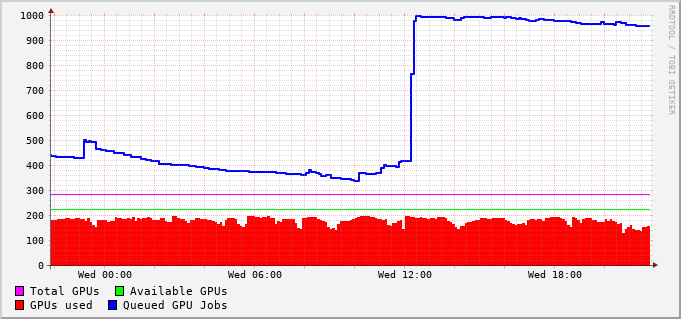 RRDTOOL / TOBI OETIKER
1000
900
800
700
600
500
400
300
200
100
0
Wed 00:00 Wed 06:00 Wed 12:00 Wed 18:00
Total GPUs Available GPUs
GPUs used Queued GPU Jobs